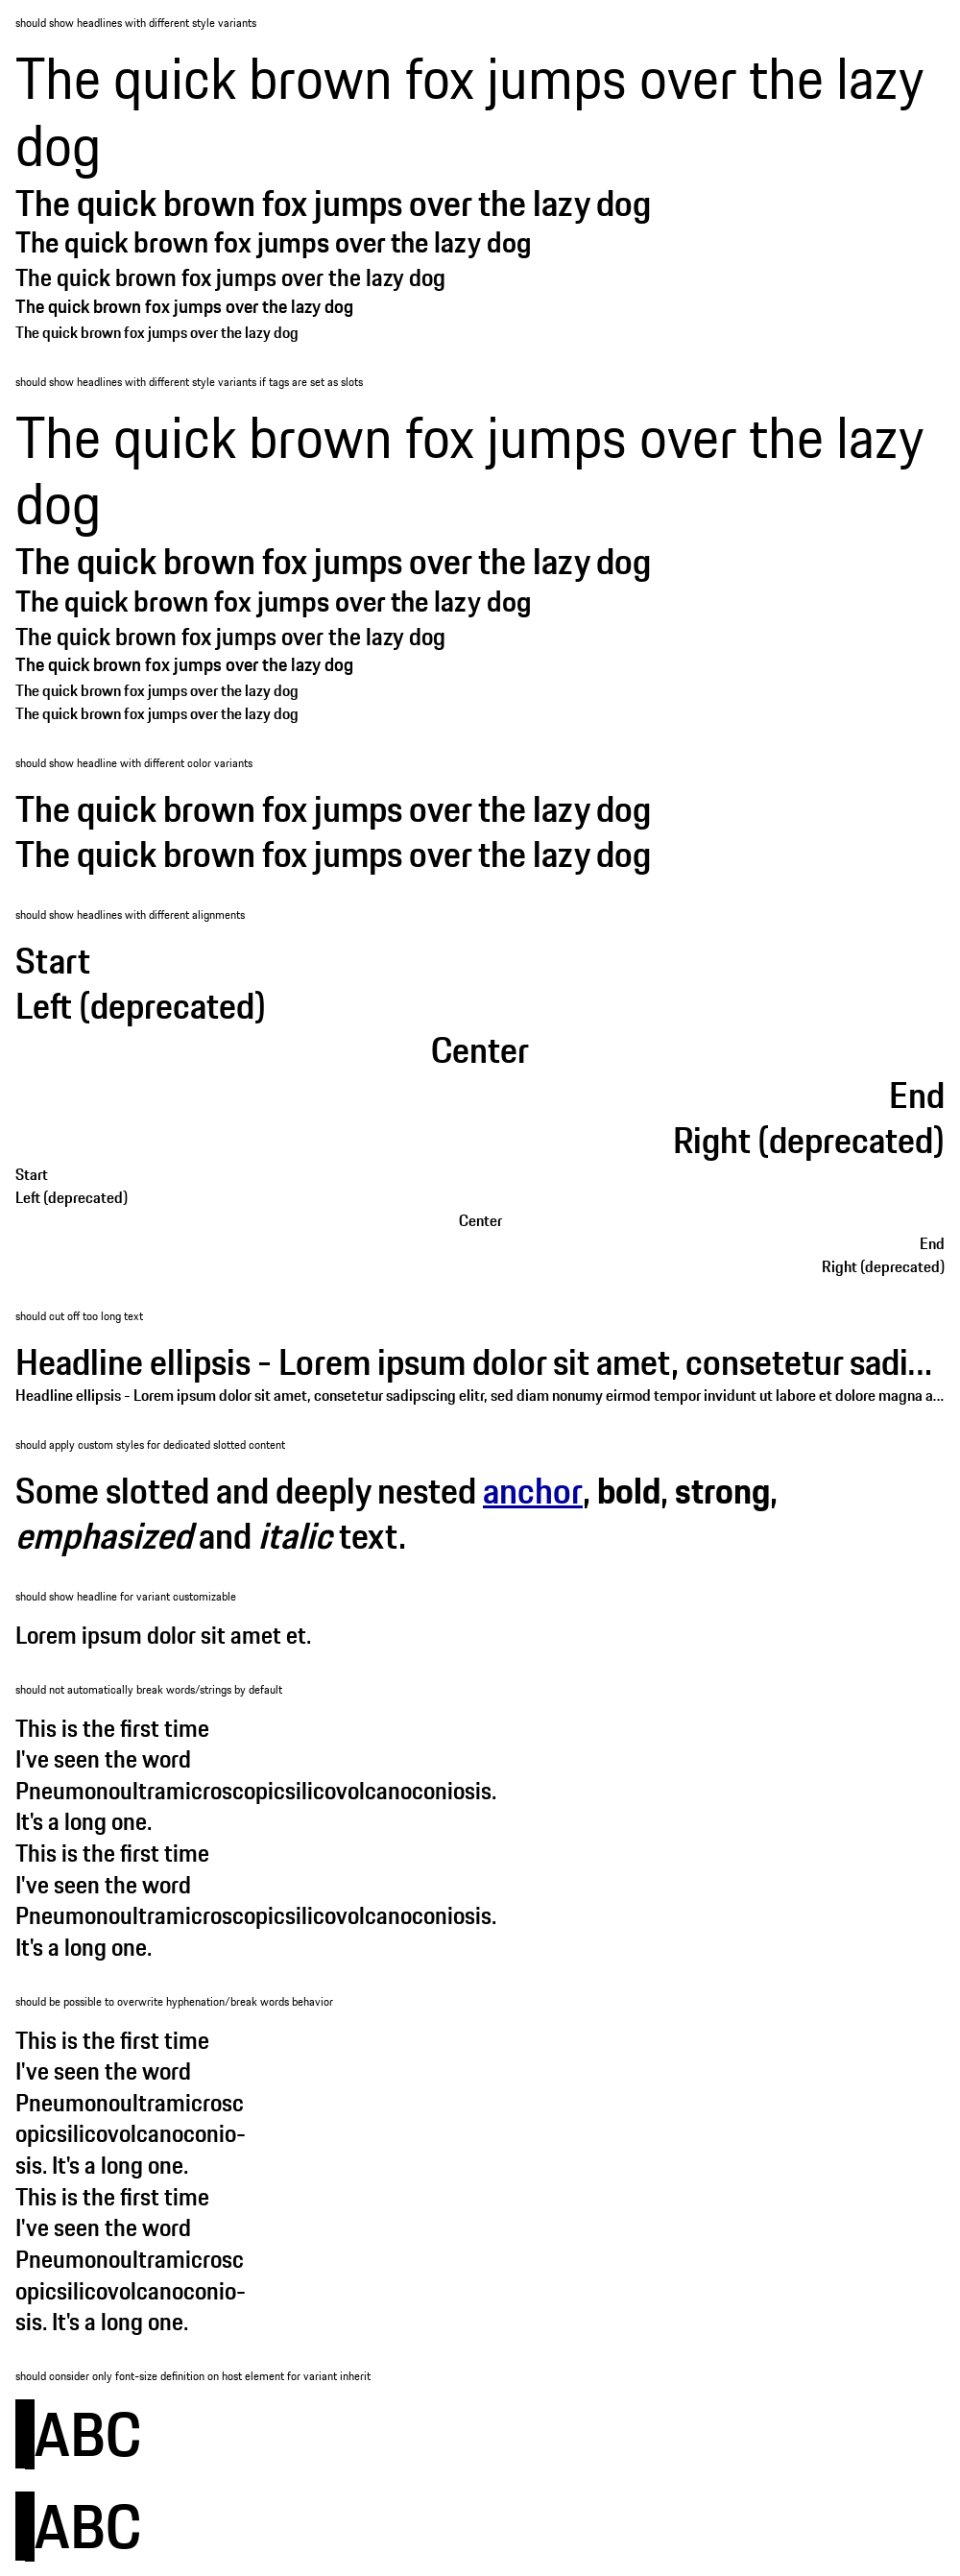 should show headlines with different style variants
The quick brown fox jumps over the lazy
dog
The quick brown fox jumps over the lazy dog
The quick brown fox jumps over the lazy dog
The quick brown fox jumps over the lazy dog
The quick brown fox jumps over the lazy dog
The quick brown fox jumps over the lazy dog
should show headlines with different style variants if tags are set as slots
The quick brown fox jumps over the lazy
dog
The quick brown fox jumps over the lazy dog
The quick brown fox jumps over the lazy dog
The quick brown fox jumps over the lazy dog
The quick brown fox jumps over the lazy dog
The quick brown fox jumps over the lazy dog
The quick brown fox jumps over the lazy dog
should show headline with different color variants
The quick brown fox jumps over the lazy dog
The quick brown fox jumps over the lazy dog
should show headlines with different alignments
Start
Left (deprecated)
Center
End
Right (deprecated)
Start
Left (deprecated)
Center
End
Right (deprecated)
should cut off too long text
Headline ellipsis - Lorem ipsum dolor sit amet, consetetur sadi...
Headline ellipsis - Lorem ipsum dolor sit amet, consetetur sadipscing elitr, sed diam nonumy eirmod tempor invidunt ut labore et dolore magna a...
should apply custom styles for dedicated slotted content
Some slotted and deeply nested anchor, bold, strong,
emphasized and italic text.
should show headline for variant customizable
Lorem ipsum dolor sit amet et.
should not automatically break words/strings by default
This is the first time
I've seen the word
Pneumonoultramicroscopicsilicovolcanoconiosis.
It's a long one.
This is the first time
I've seen the word
Pneumonoultramicroscopicsilicovolcanoconiosis.
It's a long one.
should be possible to overwrite hyphenation/break words behavior
This is the first time
I've seen the word
Pneumonoultramicrosc
opicsilicovolcanoconio-
sis. It's a long one.
This is the first time
I've seen the word
Pneumonoultramicrosc
opicsilicovolcanoconio-
sis. It's a long one.
should consider only font-size definition on host element for variant inherit
ABC
ABC